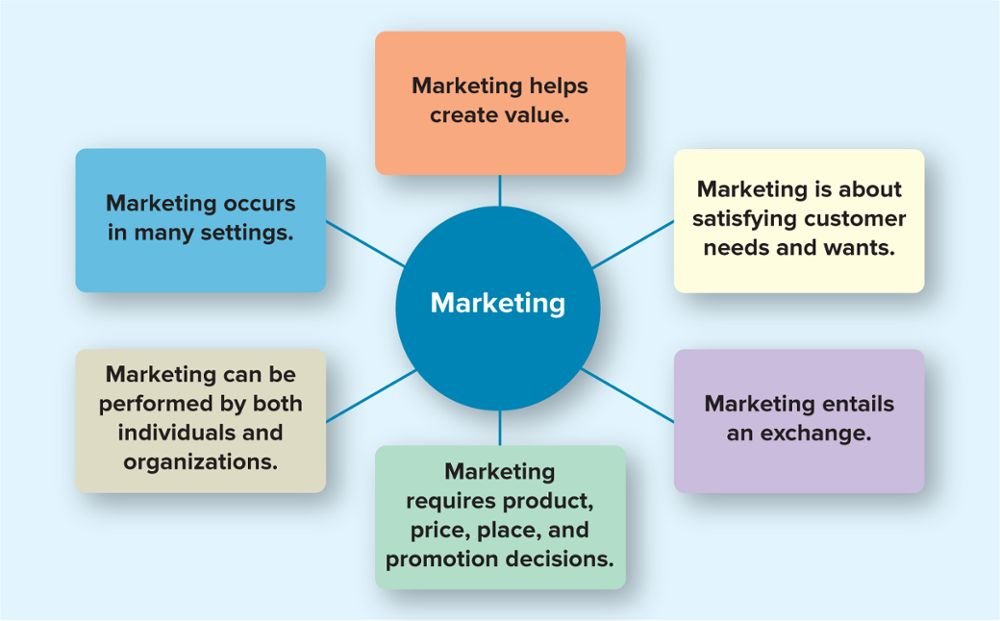 Marketing helps
create value.
Marketing is about
satisfying customer
needs and wants.
Marketing entails
an exchange.
Marketing
requires product,
price, place, and
promotion decisions.
Marketing can be
performed by both
individuals and
organizations.
Marketing occurs
in many settings.
Marketing